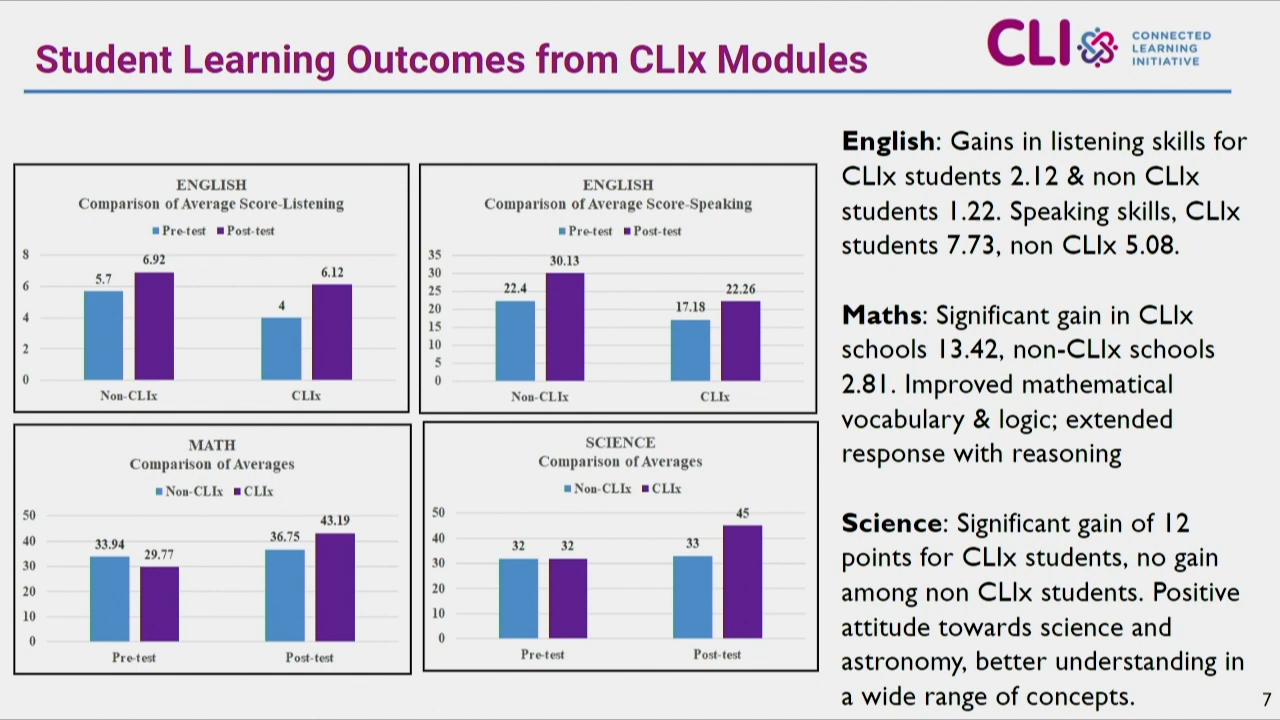 Student Learning Outcomes from CLIx Modules
CLI
CONNECTED
LEARNING
INITIATIVE
ENGLISH
Comparison of Average Score-Listening
Pre-test Post-test
8
6
4
2
0
5.7
6.92
4
6.12
Non-CLIx CLIx
ENGLISH
Comparison of Average Score-Speaking
Pre-test Post-test
35
30
25
20
15
10
5
0
22.4
30.13
17.18
22.26
Non-CLIx CLIx
MATH
Comparison of Averages
Non-CLIx CLIx
50
40
30
20
10
0
33.94
29.77
36.75
43.19
Pre-test Post-test
SCIENCE
Comparison of Averages
Non-CLIx CLIx
50
40
30
20
10
0
32
32
33
45
Pre-test Post-test
English: Gains in listening skills for
CLIx students 2.12 & non CLIx
students 1.22. Speaking skills, CLIx
students 7.73, non CLIx 5.08.
Maths: Significant gain in CLIx
schools 13.42, non-CLIx schools
2.81. Improved mathematical
vocabulary & logic; extended
response with reasoning
Science: Significant gain of 12
points for CLIx students, no gain
among non CLIx students. Positive
attitude towards science and
astronomy, better understanding in
a wide range of concepts.
7